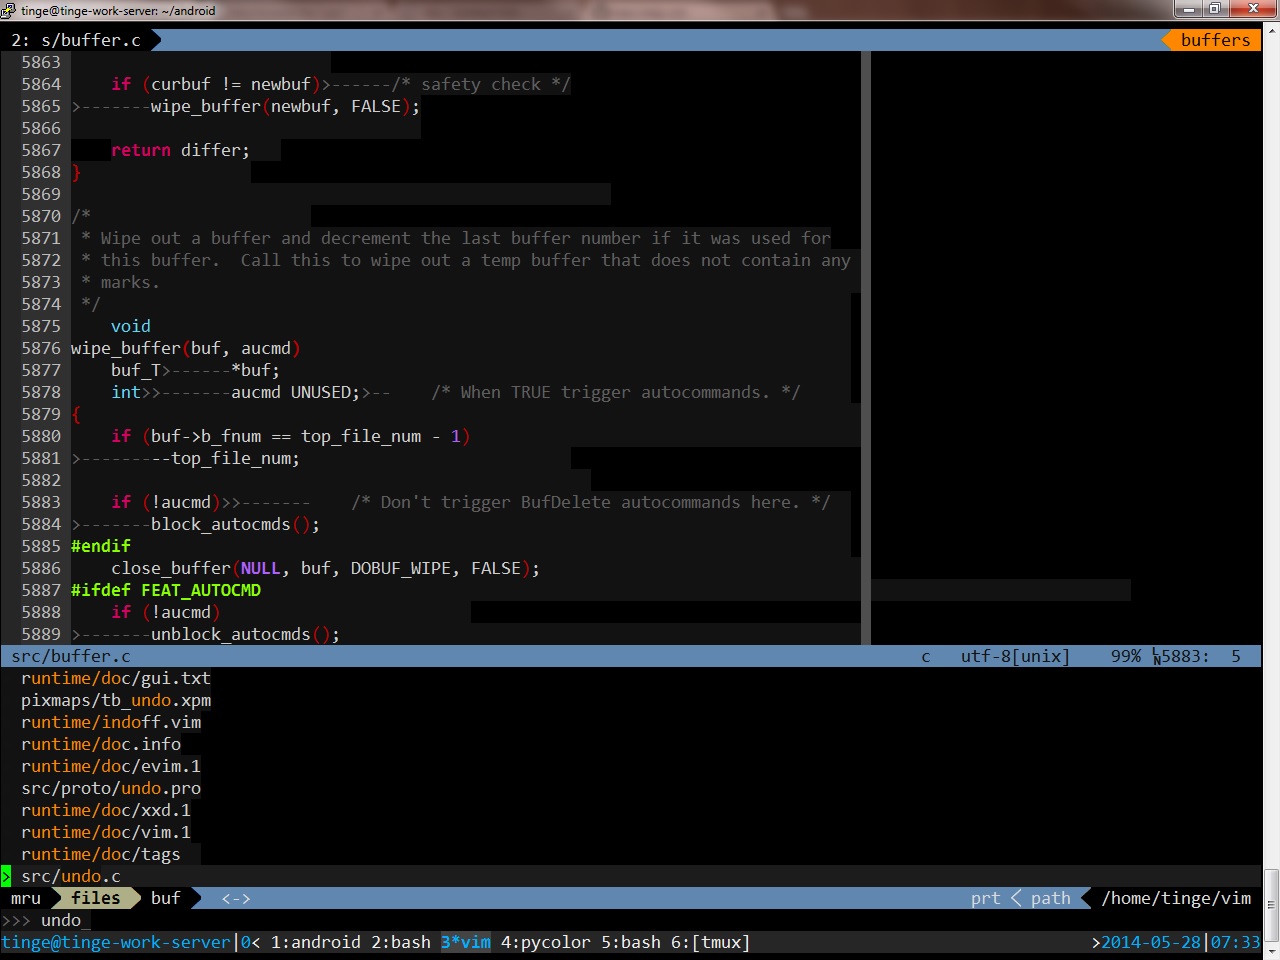 tinge@tinge-work-server: ~/android
2: s/buffer.c buffers
5863
5864     if (curbuf != newbuf)>------/* safety check */
5865 >-------wipe_buffer(newbuf, FALSE);
5866
5867     return differ;
5868 }
5869
5870 /*
5871  * Wipe out a buffer and decrement the last buffer number if it was used for
5872  * this buffer.  Call this to wipe out a temp buffer that does not contain any
5873  * marks.
5874  */
5875     void
5876 wipe_buffer(buf, aucmd)
5877     buf_T>------*buf;
5878     int>>-------aucmd UNUSED;>--    /* When TRUE trigger autocommands. */
5879 {
5880     if (buf->b_fnum == top_file_num - 1)
5881 >---------top_file_num;
5882
5883     if (!aucmd)>>-------    /* Don't trigger BufDelete autocommands here. */
5884 >-------block_autocmds();
5885 #endif
5886     close_buffer(NULL, buf, DOBUF_WIPE, FALSE);
5887 #ifdef FEAT_AUTOCMD
5888     if (!aucmd)
5889 >-------unblock_autocmds();
src/buffer.c c utf-8[unix] 99% LN5883: 5
runtime/doc/gui.txt
pixmaps/tb_undo.xpm
runtime/indoff.vim
runtime/doc.info
runtime/doc/evim.1
src/proto/undo.pro
runtime/doc/xxd.1
runtime/doc/vim.1
runtime/doc/tags
> src/undo.c
mru files buf <-> prt < path /home/tinge/vim
>>> undo_
tinge@tinge-work-server|0< 1:android 2:bash 3*vim 4:pycolor 5:bash 6:[tmux] >2014-05-28|07:33